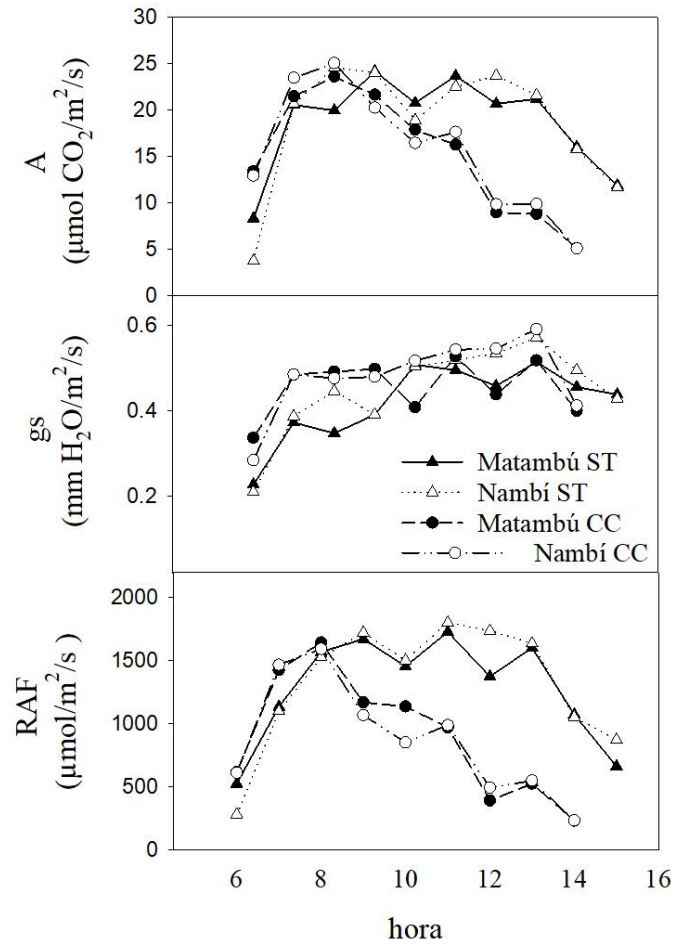 30
25
20
15
10
5
0
A
(µmol CO₂/m²/s)
0.6
0.4
0.2
gs
(mm H₂O/m²/s)
Matambú ST
Nambí ST
Matambú CC
Nambí CC
2000
1500
1000
500
0
RAF
(µmol/m²/s )
6 8 10 12 14 16
hora